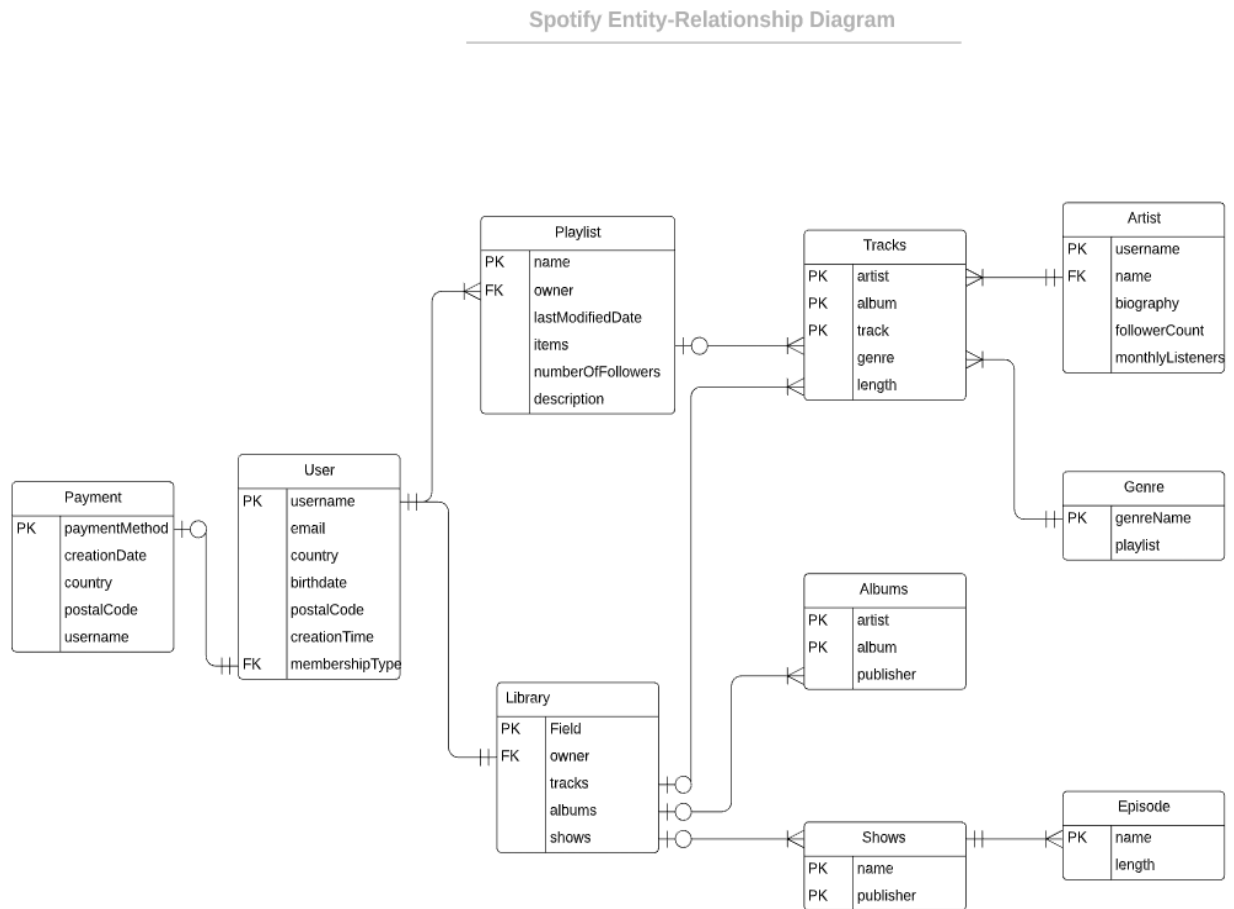 Spotify Entity-Relationship Diagram
Payment
PK paymentMethod
creationDate
country
postalCode
username
User
PK username
email
country
birthdate
postalCode
creationTime
FK membershipType
Playlist
PK name
FK owner
lastModifiedDate
items
numberOfFollowers
description
Library
PK Field
FK owner
tracks
albums
shows
Tracks
PK artist
PK album
PK track
genre
length
Albums
PK artist
PK album
publisher
Shows
PK name
PK publisher
Artist
PK username
FK name
biography
followerCount
monthlyListeners
Genre
PK genreName
playlist
Episode
PK name
length